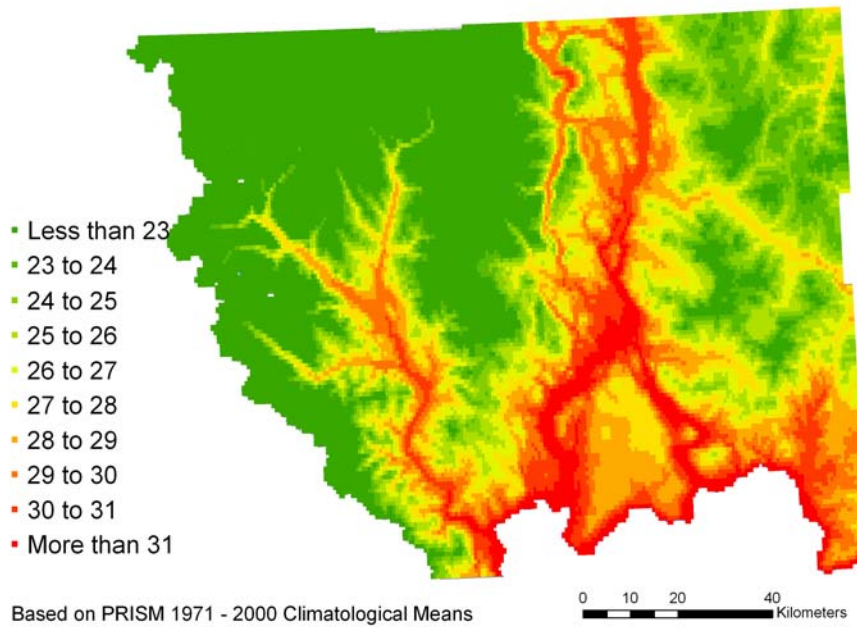 Less than 23
23 to 24
24 to 25
25 to 26
26 to 27
27 to 28
28 to 29
29 to 30
30 to 31
More than 31
Based on PRISM 1971 - 2000 Climatological Means
0 10 20 40
Kilometers